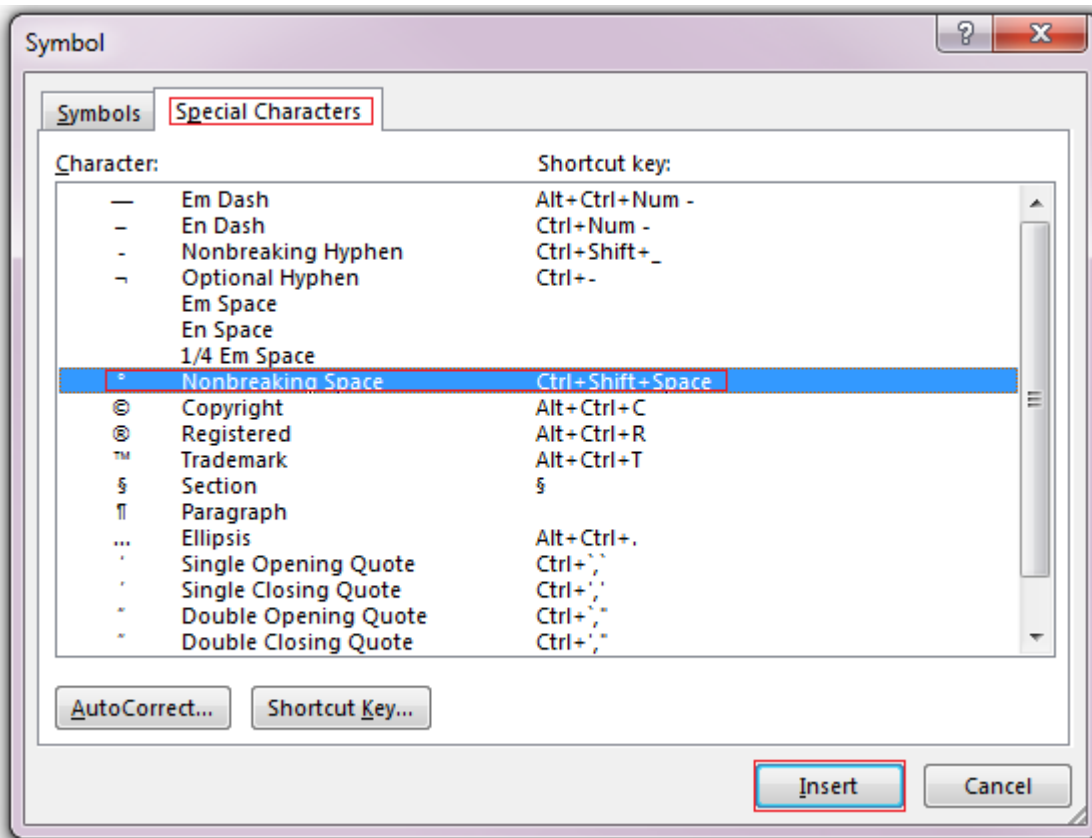 Symbol
Symbols Special Characters
Character: Shortcut key:
— Em Dash Alt+Ctrl+Num -
– En Dash Ctrl+Num -
- Nonbreaking Hyphen Ctrl+Shift+_
¬ Optional Hyphen Ctrl+-
Em Space
En Space
1/4 Em Space
° Nonbreaking Space Ctrl+Shift+Space
© Copyright Alt+Ctrl+C
® Registered Alt+Ctrl+R
™ Trademark Alt+Ctrl+T
§ Section §
¶ Paragraph
... Ellipsis Alt+Ctrl+.
‘ Single Opening Quote Ctrl+`,`
’ Single Closing Quote Ctrl+','
“ Double Opening Quote Ctrl+`,"
” Double Closing Quote Ctrl+',"
AutoCorrect... Shortcut Key...
Insert Cancel